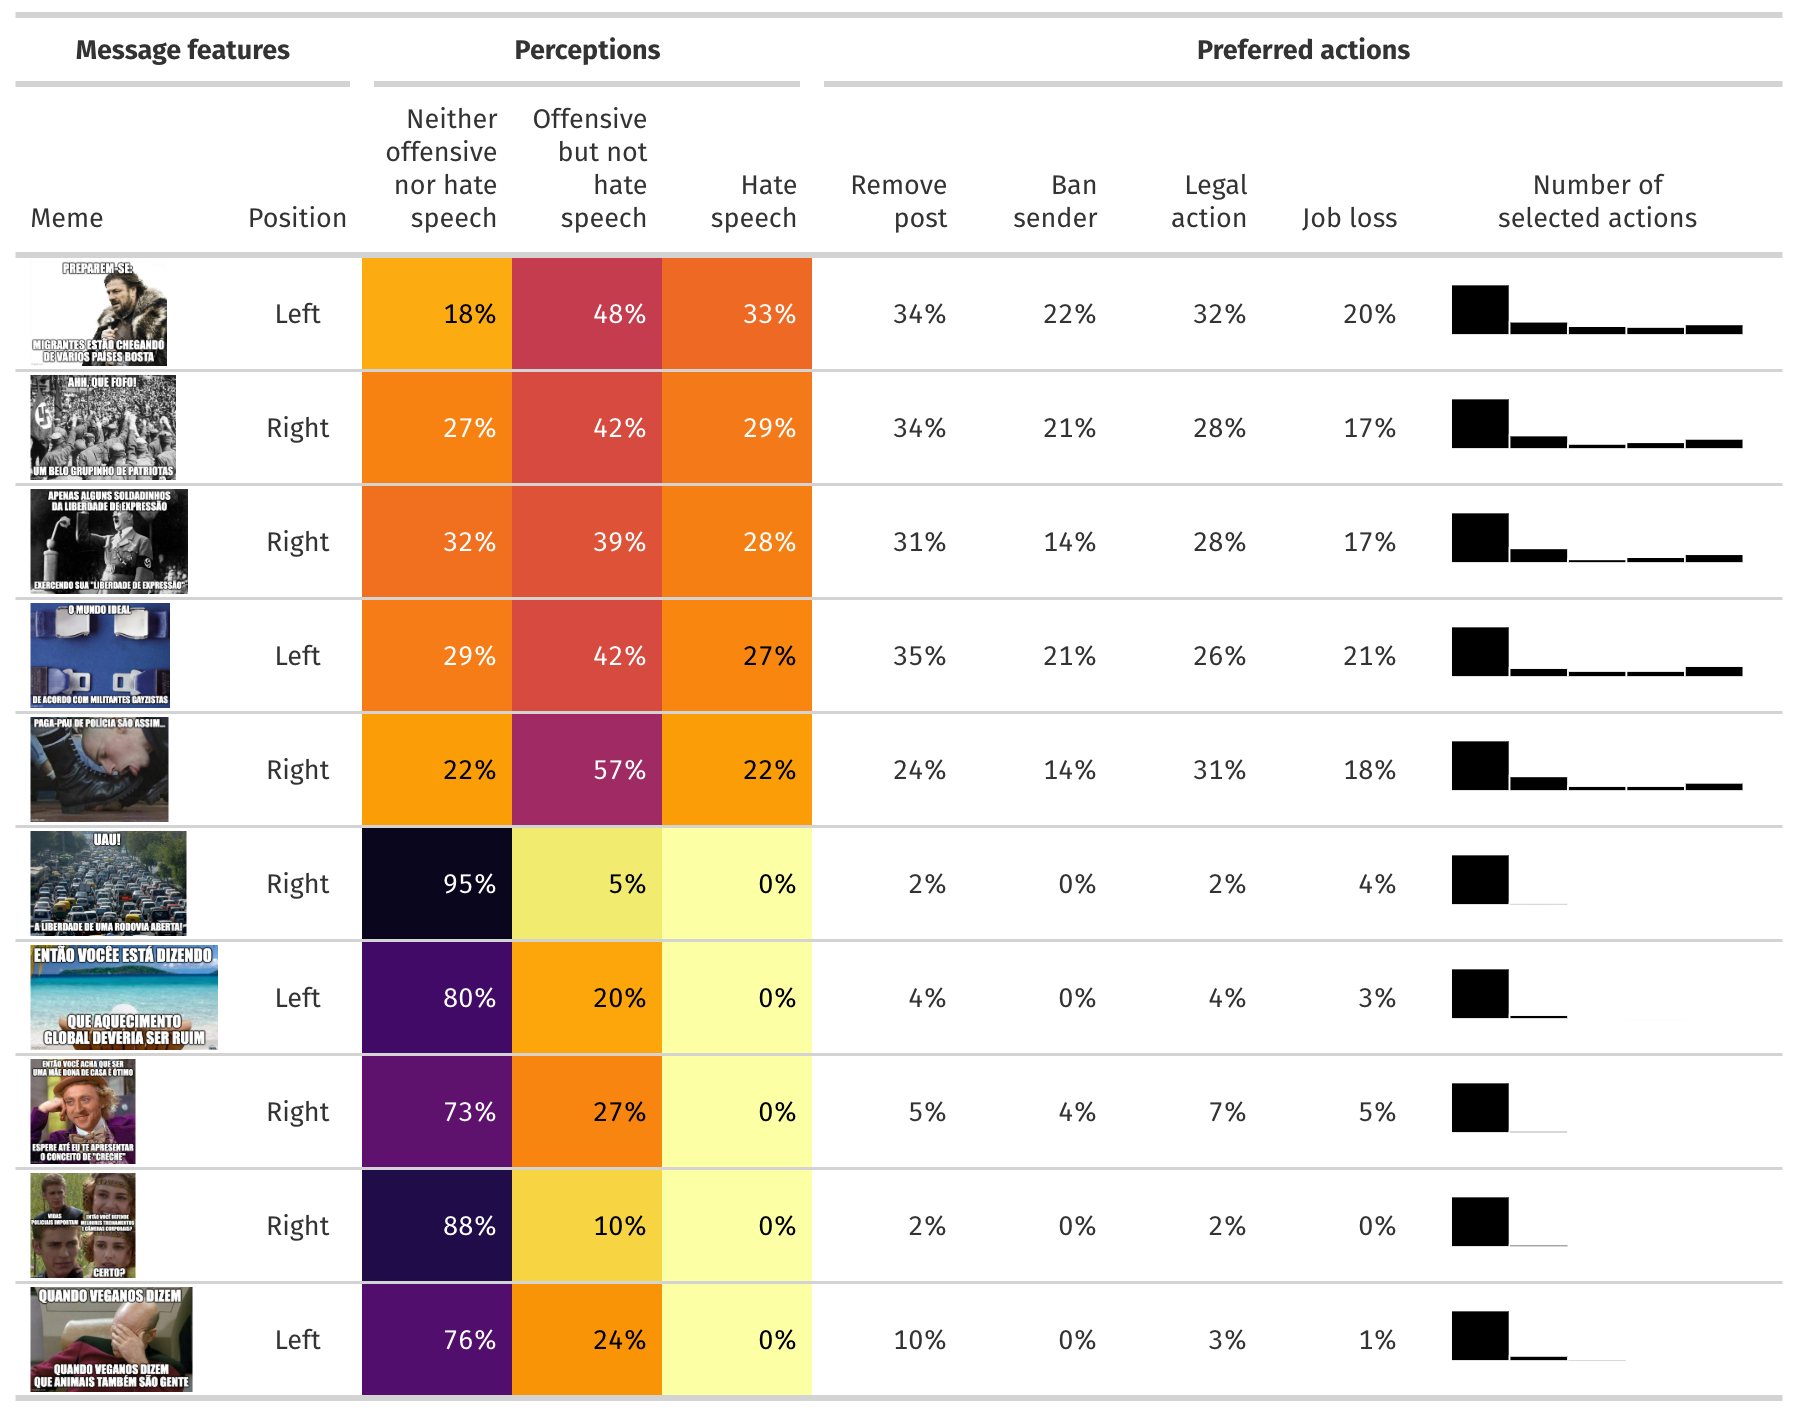 Message features Perceptions Preferred actions
Meme Position Neither offensive nor hate speech Offensive but not hate speech Hate speech Remove post Ban sender Legal action Job loss Number of selected actions
PREPAREM-SE:
MIGRANTES ESTÃO CHEGANDO
DE VÁRIOS PAÍSES BOSTA
Left 18% 48% 33% 34% 22% 32% 20%
AHH, QUE FOFO!
UM BELO GRUPINHO DE PATRIOTAS
Right 27% 42% 29% 34% 21% 28% 17%
APENAS ALGUNS SOLDADINHOS
DA LIBERDADE DE EXPRESSÃO
EXERCENDO SUA "LIBERDADE DE EXPRESSÃO"
Right 32% 39% 28% 31% 14% 28% 17%
O MUNDO IDEAL
DE ACORDO COM MILITANTES GAYZISTAS
Left 29% 42% 27% 35% 21% 26% 21%
PAGA-PAU DE POLÍCIA SÃO ASSIM...
Right 22% 57% 22% 24% 14% 31% 18%
UAU!
A LIBERDADE DE UMA RODOVIA ABERTA!
Right 95% 5% 0% 2% 0% 2% 4%
ENTÃO VOCÊE ESTÁ DIZENDO
QUE AQUECIMENTO
GLOBAL DEVERIA SER RUIM
Left 80% 20% 0% 4% 0% 4% 3%
ENTÃO VOCÊ ACHA QUE SER
UMA MÃE DONA DE CASA É ÓTIMO
ESPERE ATÉ EU TE APRESENTAR
O CONCEITO DE "CRECHE"
Right 73% 27% 0% 5% 4% 7% 5%
VIDAS
POLICIAIS IMPORTAM
ENTÃO VOCÊ DEFENDE
MELHORES TREINAMENTOS
E CÂMERAS CORPORAIS?
CERTO?
Right 88% 10% 0% 2% 0% 2% 0%
QUANDO VEGANOS DIZEM
QUANDO VEGANOS DIZEM
QUE ANIMAIS TAMBÉM SÃO GENTE
Left 76% 24% 0% 10% 0% 3% 1%